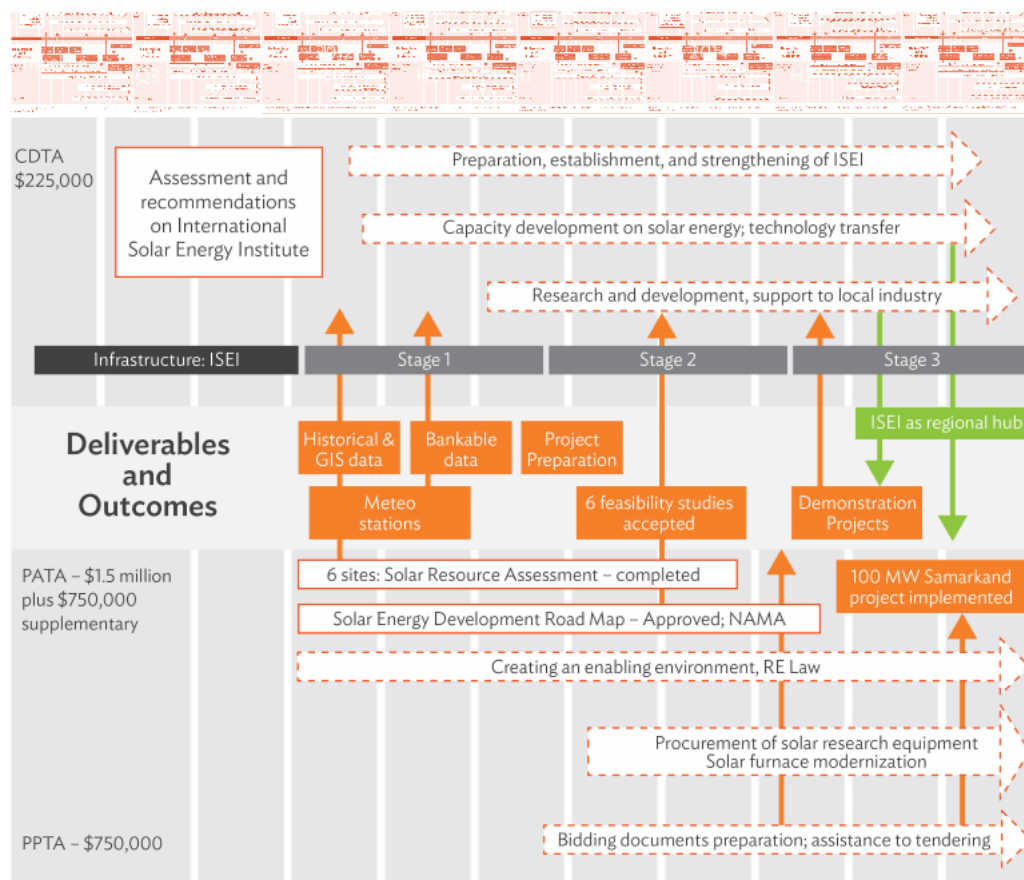 CDTA
$225,000
Assessment and
recommendations
on International
Solar Energy Institute
Preparation, establishment, and strengthening of ISEI
Capacity development on solar energy; technology transfer
Research and development, support to local industry
Infrastructure: ISEI
Stage 1
Stage 2
Stage 3
Deliverables
and
Outcomes
Historical &
GIS data
Bankable
data
Project
Preparation
ISEI as regional hub
Meteo
stations
6 feasibility studies
accepted
Demonstration
Projects
PATA – $1.5 million
plus $750,000
supplementary
6 sites: Solar Resource Assessment – completed
100 MW Samarkand
project implemented
Solar Energy Development Road Map – Approved; NAMA
Creating an enabling environment, RE Law
Procurement of solar research equipment
Solar furnace modernization
PPTA – $750,000
Bidding documents preparation; assistance to tendering